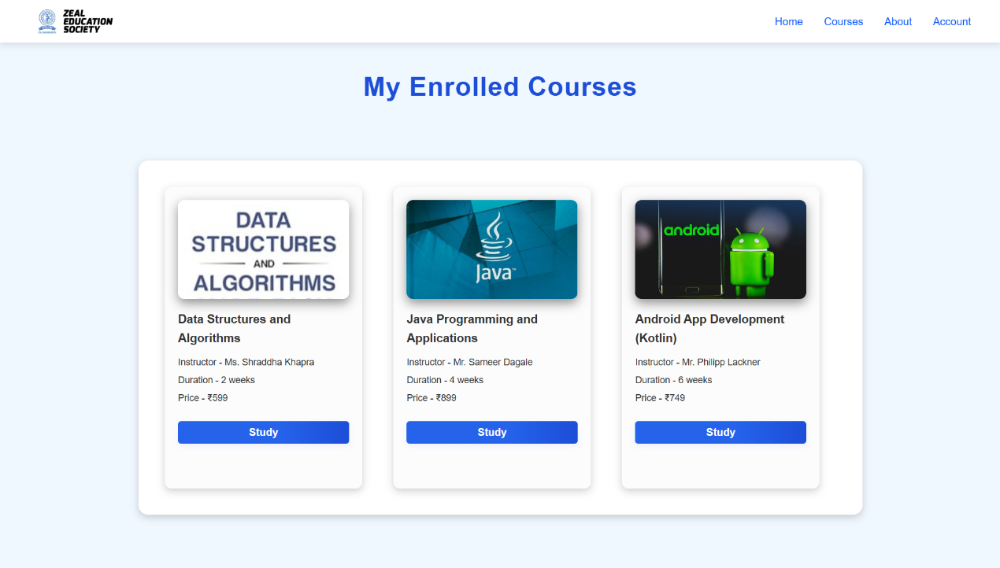 ZEAL
EDUCATION
SOCIETY
Home Courses About Account
My Enrolled Courses
DATA
STRUCTURES
AND
ALGORITHMS
Data Structures and
Algorithms
Instructor - Ms. Shraddha Khapra
Duration - 2 weeks
Price - ₹599
Study
Java™
Java Programming and
Applications
Instructor - Mr. Sameer Dagale
Duration - 4 weeks
Price - ₹899
Study
android
Android App Development
(Kotlin)
Instructor - Mr. Philipp Lackner
Duration - 6 weeks
Price - ₹749
Study